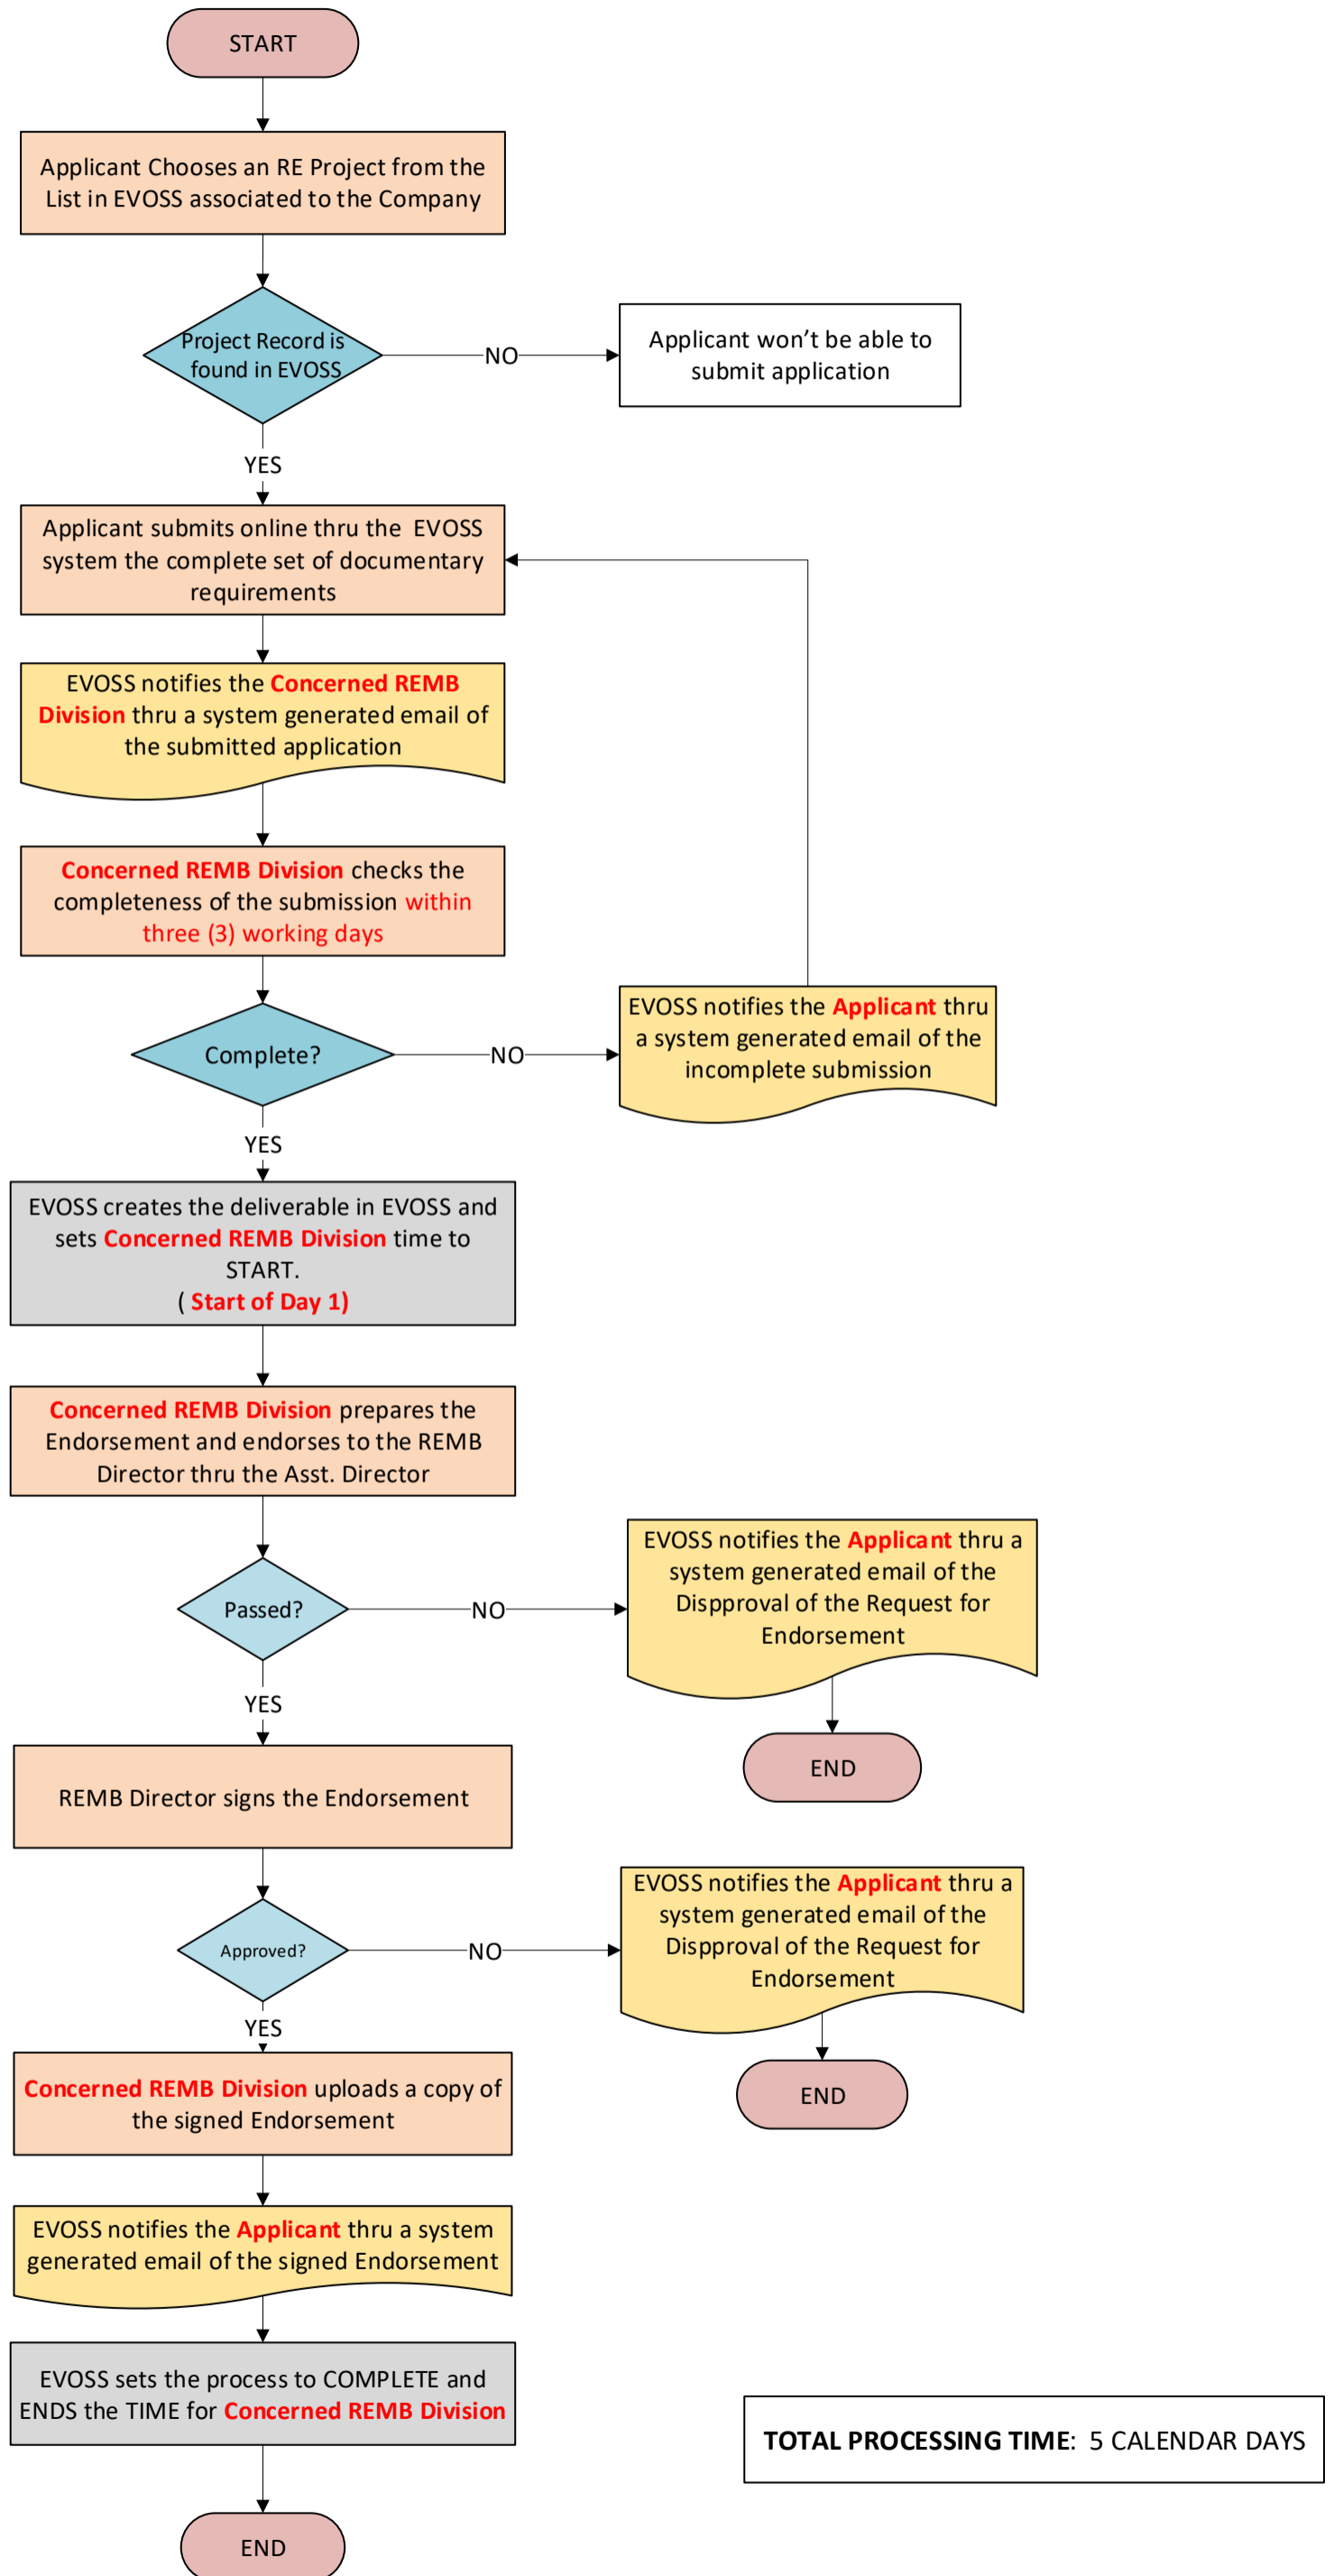 START
Applicant Chooses an RE Project from the
List in EVOSS associated to the Company
Project Record is
found in EVOSS
NO
Applicant won’t be able to
submit application
YES
Applicant submits online thru the EVOSS
system the complete set of documentary
requirements
EVOSS notifies the Concerned REMB
Division thru a system generated email of
the submitted application
Concerned REMB Division checks the
completeness of the submission within
three (3) working days
Complete?
NO
EVOSS notifies the Applicant thru
a system generated email of the
incomplete submission
YES
EVOSS creates the deliverable in EVOSS and
sets Concerned REMB Division time to
START.
( Start of Day 1)
Concerned REMB Division prepares the
Endorsement and endorses to the REMB
Director thru the Asst. Director
Passed?
NO
EVOSS notifies the Applicant thru a
system generated email of the
Dispproval of the Request for
Endorsement
END
YES
REMB Director signs the Endorsement
Approved?
NO
EVOSS notifies the Applicant thru a
system generated email of the
Dispproval of the Request for
Endorsement
END
YES
Concerned REMB Division uploads a copy of
the signed Endorsement
EVOSS notifies the Applicant thru a system
generated email of the signed Endorsement
EVOSS sets the process to COMPLETE and
ENDS the TIME for Concerned REMB Division
TOTAL PROCESSING TIME: 5 CALENDAR DAYS
END